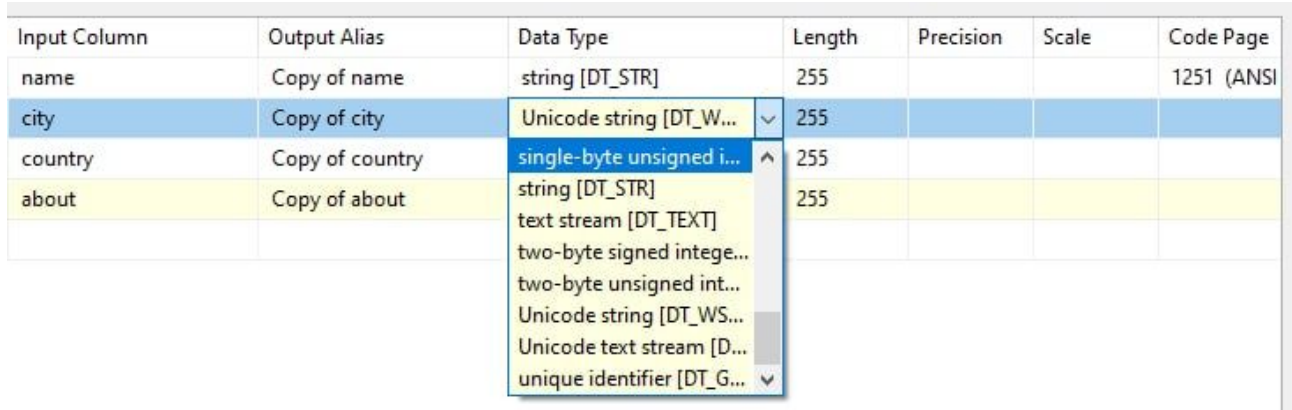 Input Column Output Alias Data Type Length Precision Scale Code Page
name Copy of name string [DT_STR] 255 1251 (ANSI
city Copy of city Unicode string [DT_W... 255
country Copy of country single-byte unsigned i... 255
string [DT_STR]
about Copy of about 255
text stream [DT_TEXT]
two-byte signed intege...
two-byte unsigned int...
Unicode string [DT_WS...
Unicode text stream [D...
unique identifier [DT_G...